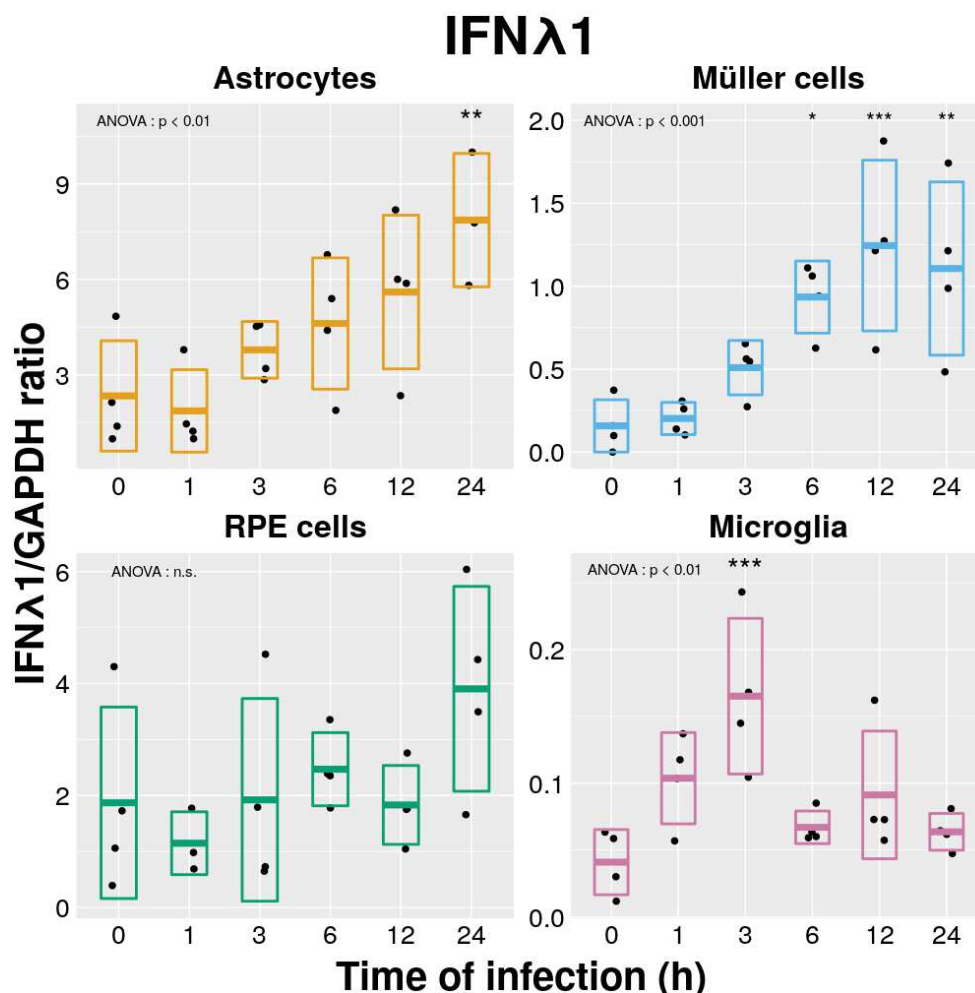 IFNλ1
Astrocytes
ANOVA : p < 0.01
**
9
6
3
0 1 3 6 12 24
Müller cells
ANOVA : p < 0.001
* *** **
2.0
1.5
1.0
0.5
0.0
0 1 3 6 12 24
IFNλ1/GAPDH ratio
RPE cells
ANOVA : n.s.
6
4
2
0
0 1 3 6 12 24
Microglia
ANOVA : p < 0.01
***
0.2
0.1
0.0
0 1 3 6 12 24
Time of infection (h)